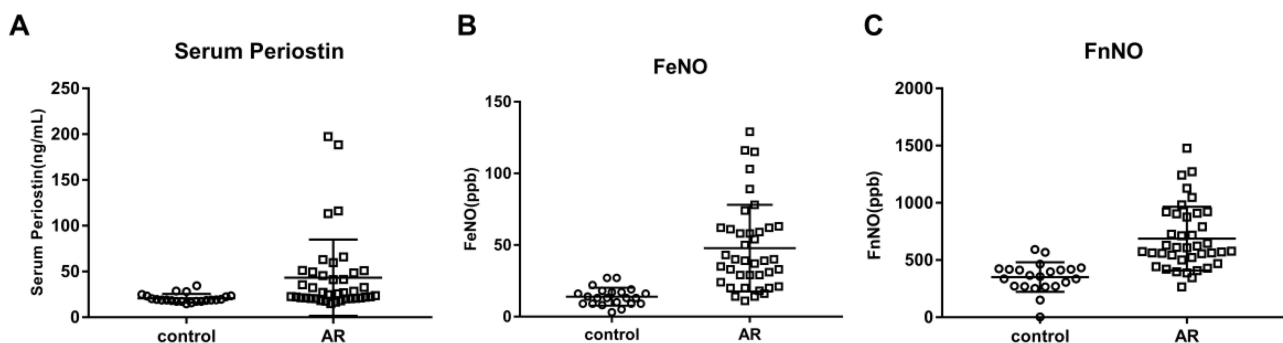 A
Serum Periostin
Serum Periostin(ng/mL)
250
200
150
100
50
0
control
AR
B
FeNO
FeNO(ppb)
150
100
50
0
control
AR
C
FnNO
FnNO(ppb)
2000
1500
1000
500
0
control
AR